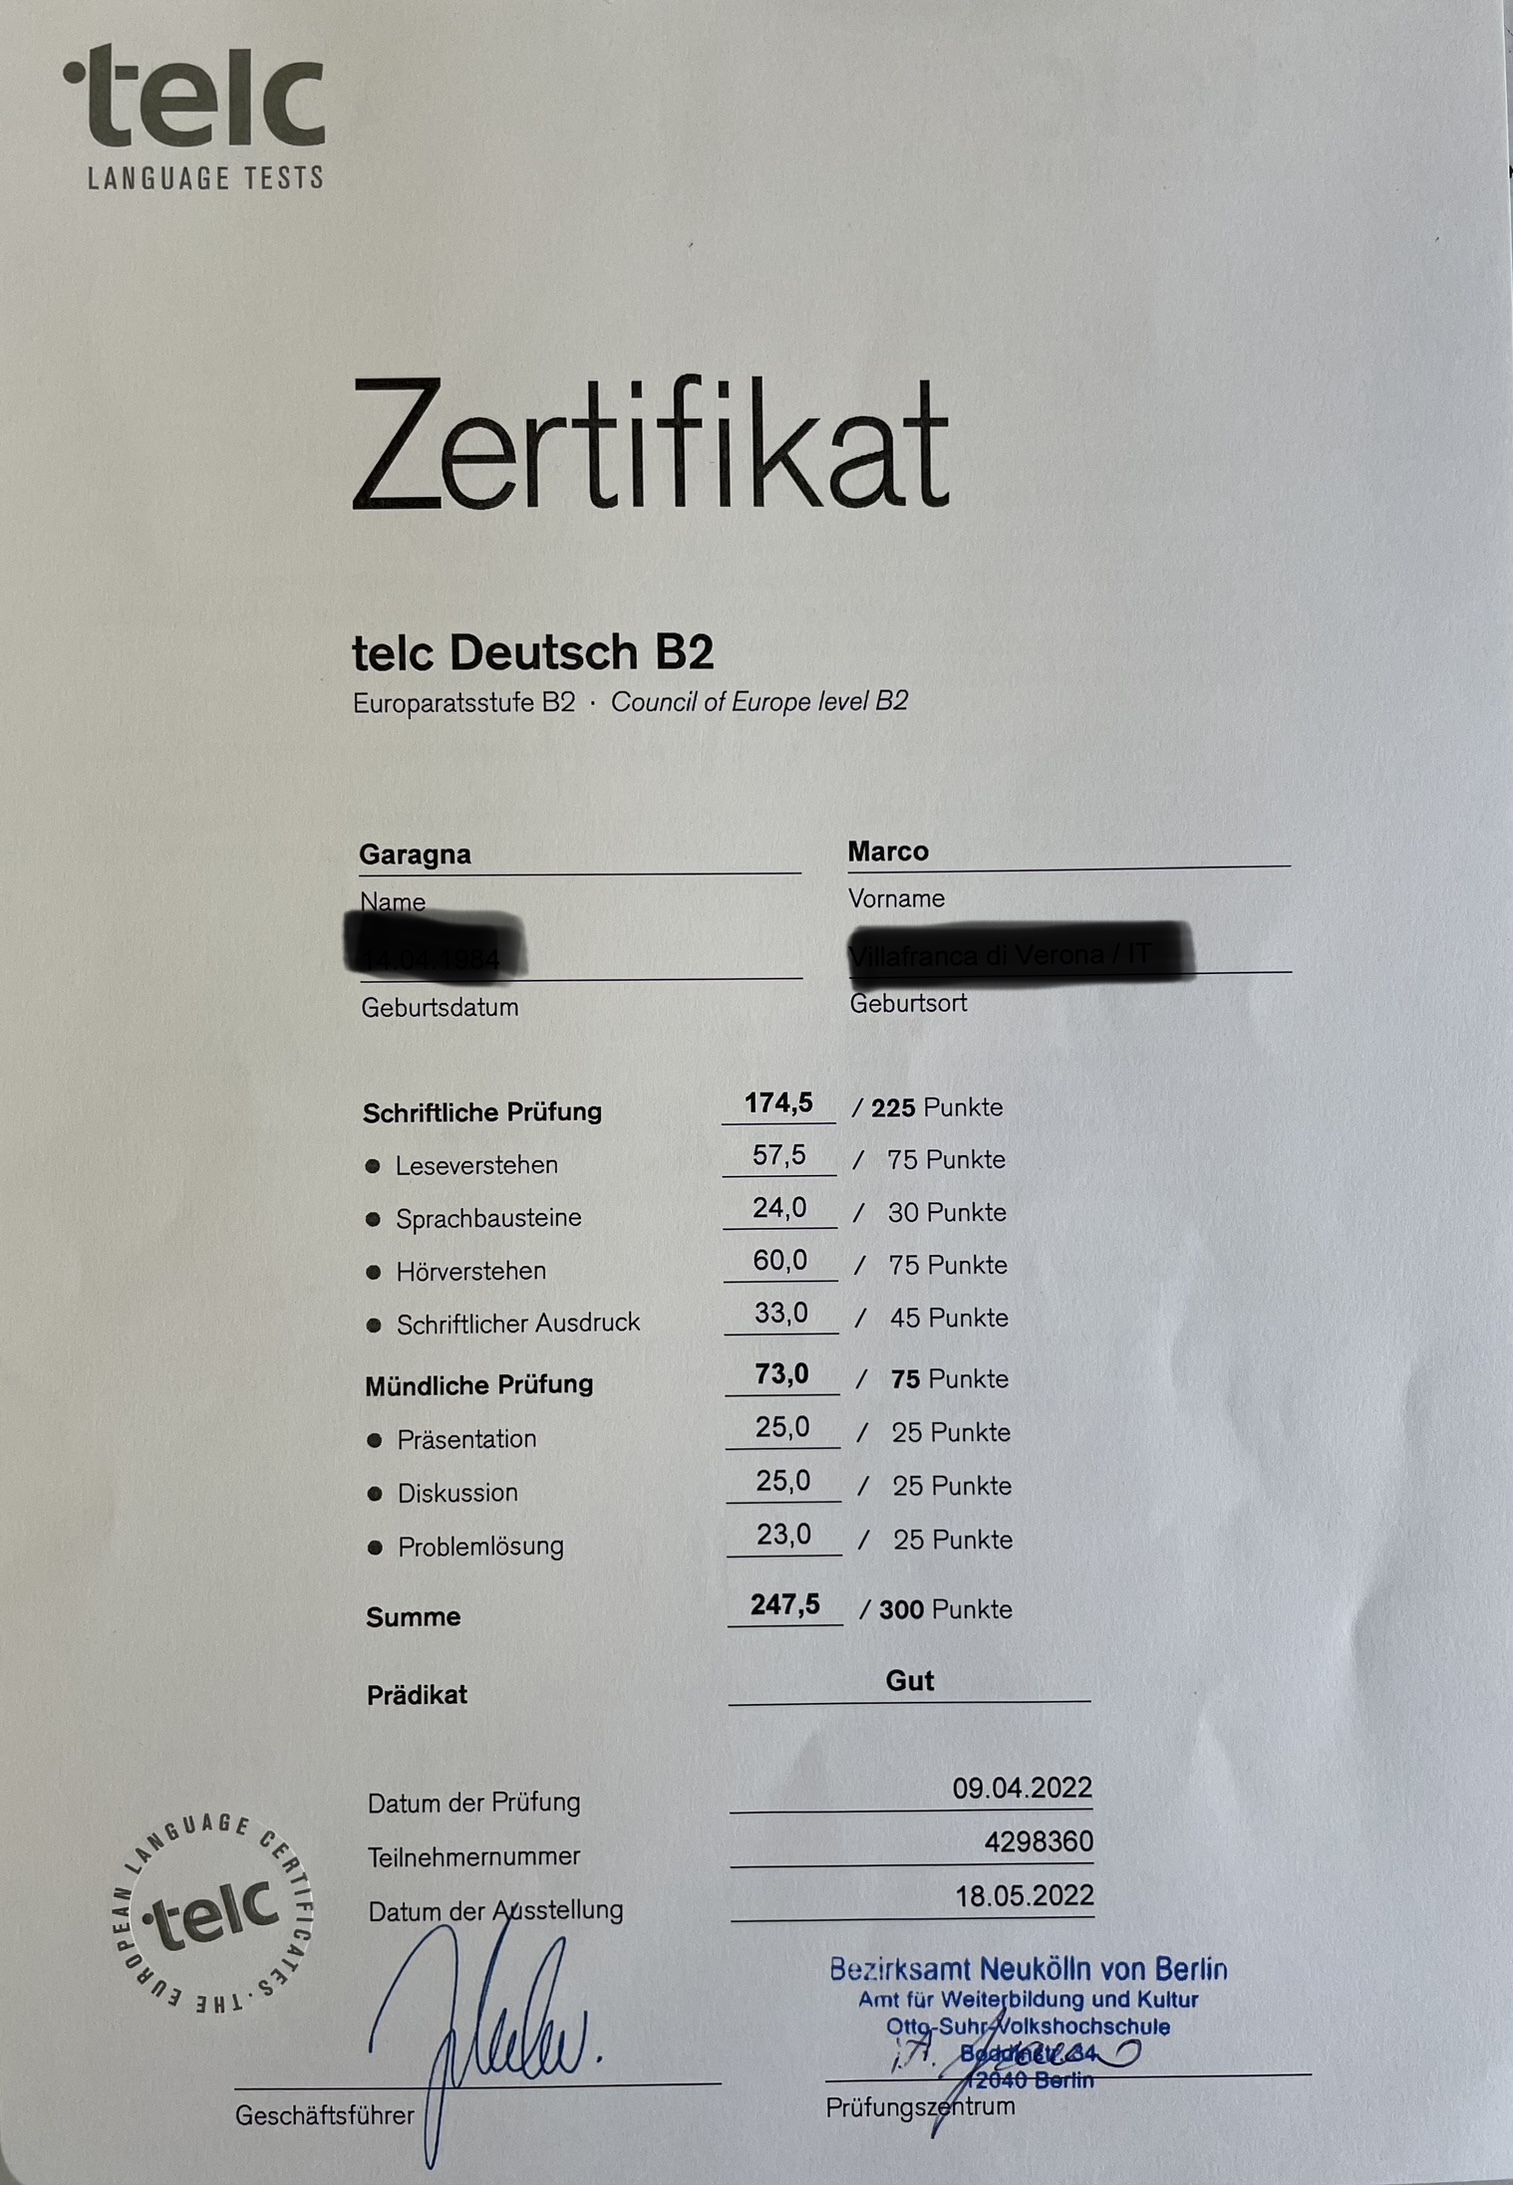 telc
LANGUAGE TESTS
Zertifikat
telc Deutsch B2
Europaratsstufe B2 · Council of Europe level B2
Garagna Marco
Name Vorname
Geburtsdatum Geburtsort
Schriftliche Prüfung 174,5 / 225 Punkte
• Leseverstehen 57,5 / 75 Punkte
• Sprachbausteine 24,0 / 30 Punkte
• Hörverstehen 60,0 / 75 Punkte
• Schriftlicher Ausdruck 33,0 / 45 Punkte
Mündliche Prüfung 73,0 / 75 Punkte
• Präsentation 25,0 / 25 Punkte
• Diskussion 25,0 / 25 Punkte
• Problemlösung 23,0 / 25 Punkte
Summe 247,5 / 300 Punkte
Prädikat Gut
Datum der Prüfung 09.04.2022
Teilnehmernummer 4298360
Datum der Ausstellung 18.05.2022
THE EUROPEAN LANGUAGE CERTIFICATES ·
telc
Bezirksamt Neukölln von Berlin
Amt für Weiterbildung und Kultur
Otto-Suhr-Volkshochschule
Boddinstr. 34
12040 Berlin
i.A.
Geschäftsführer Prüfungszentrum